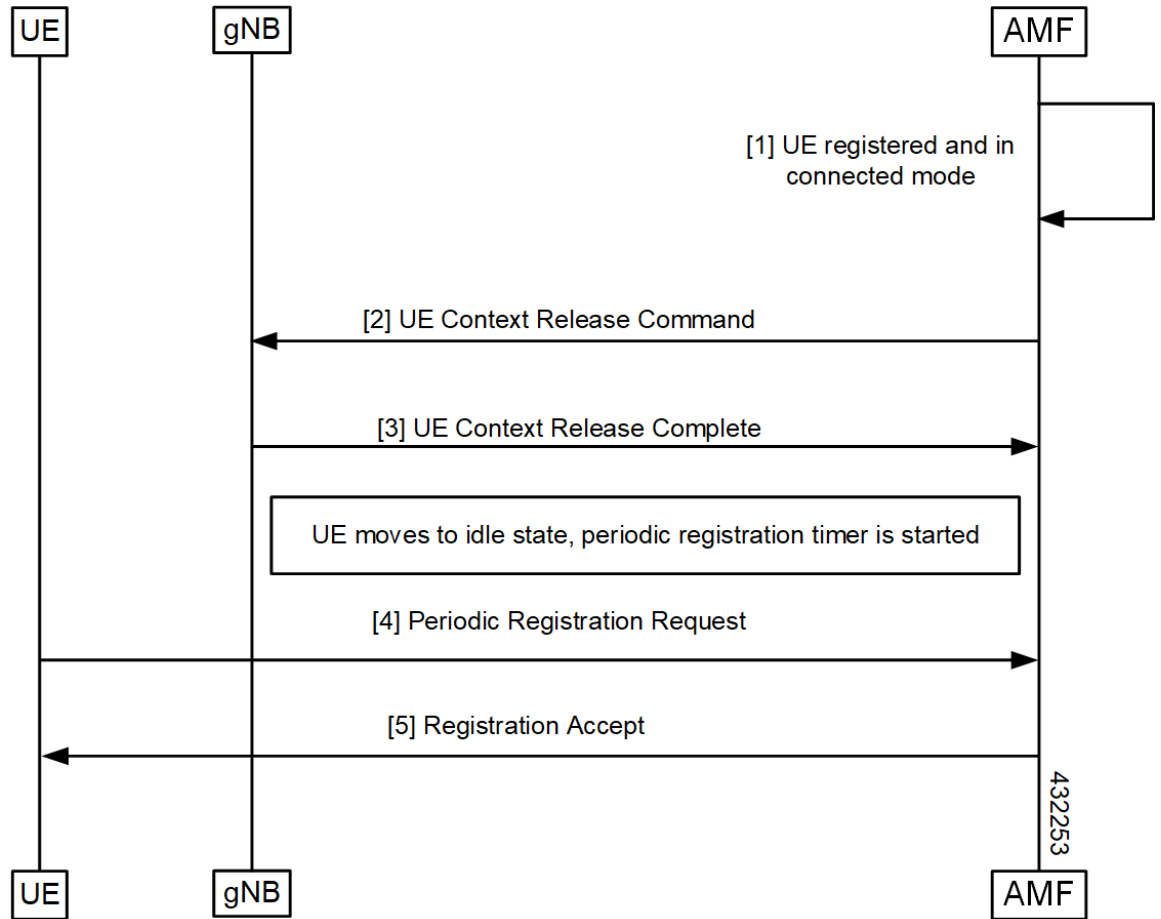 UE gNB AMF
[1] UE registered and in
connected mode
[2] UE Context Release Command
[3] UE Context Release Complete
UE moves to idle state, periodic registration timer is started
[4] Periodic Registration Request
[5] Registration Accept
432253
UE gNB AMF